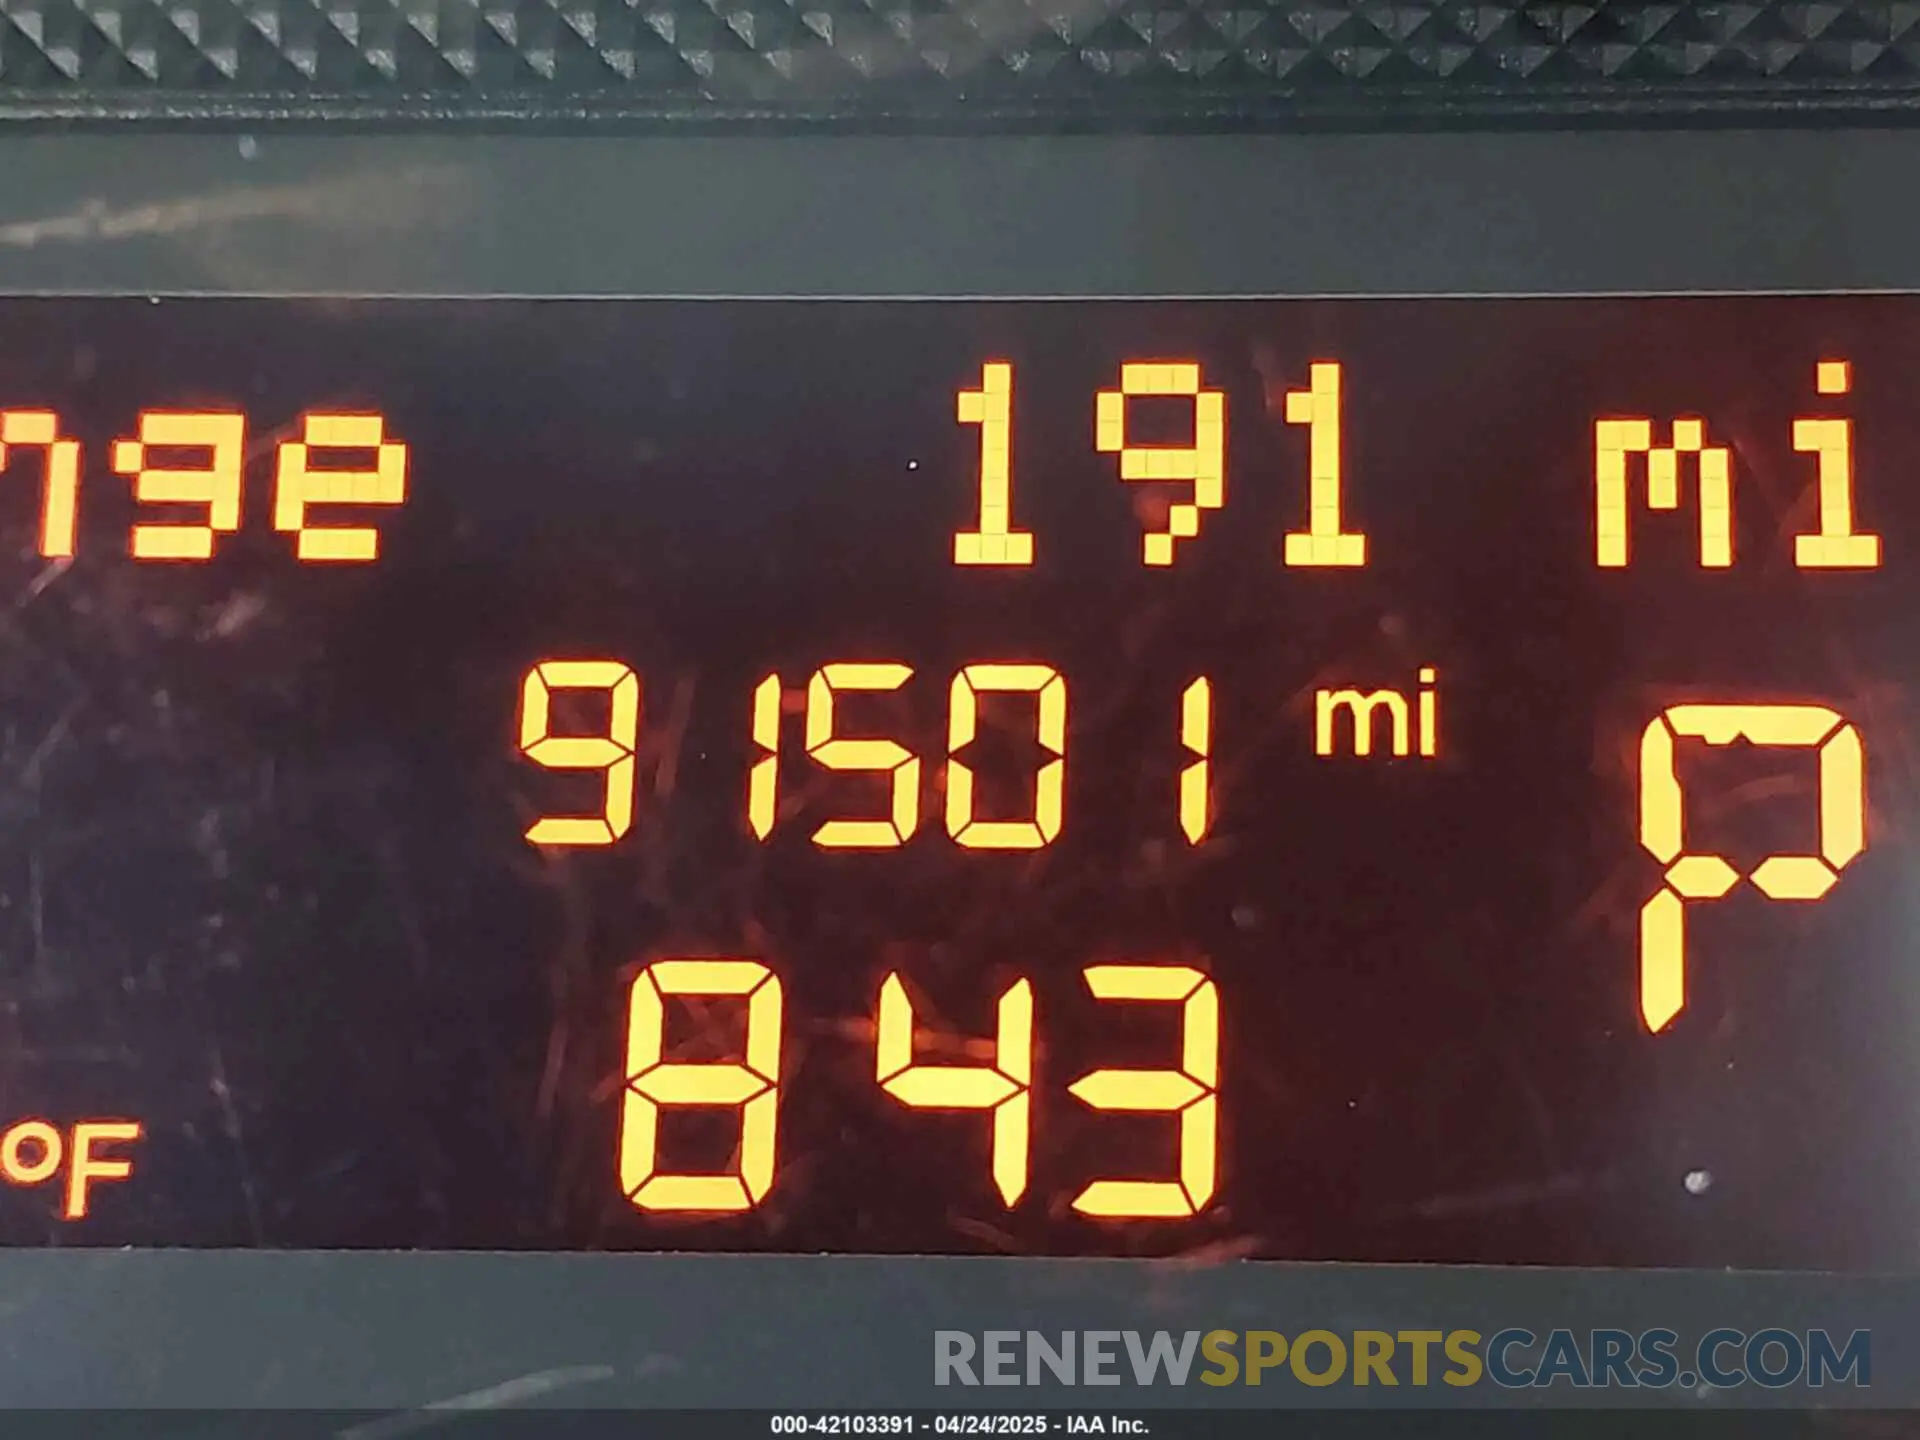 nge 191 mi
91501 mi
P
843
°F
RENEWSPORTSCARS.COM
000-42103391 - 04/24/2025 - IAA Inc.